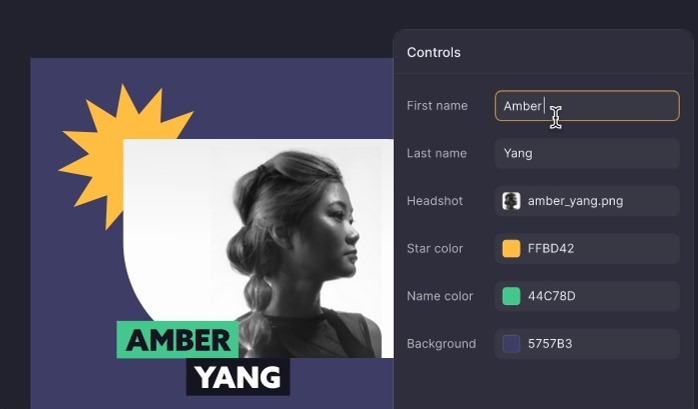 Controls
First name
Amber
Last name
Yang
Headshot
amber_yang.png
Star color
FFBD42
Name color
44C78D
Background
5757B3
AMBER
YANG